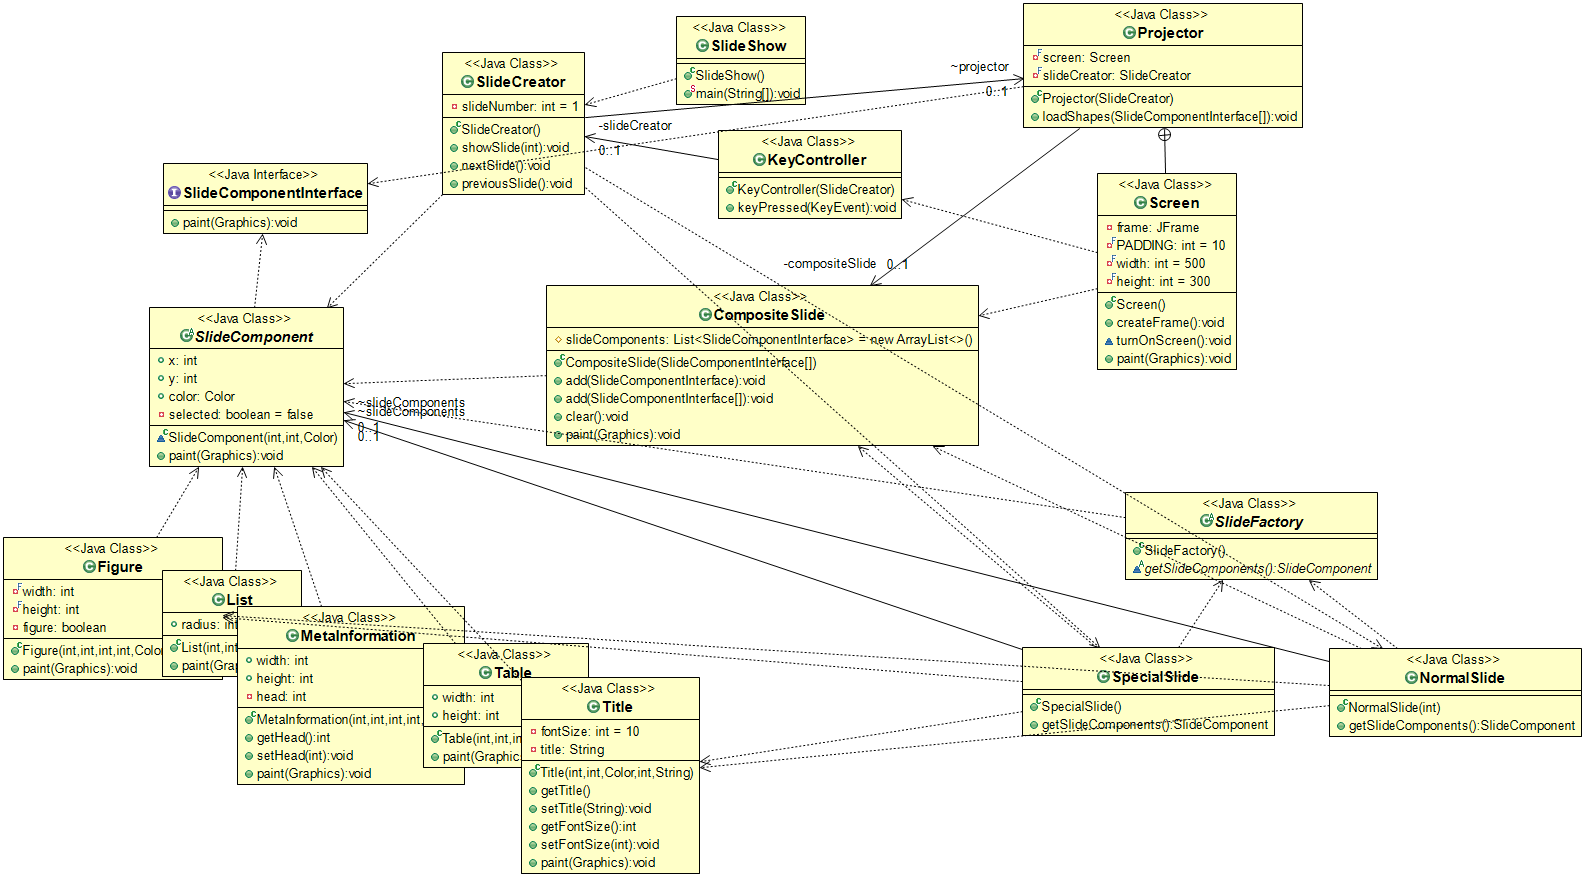 <<Java Class>>
SlideShow
SlideShow()
main(String[]):void
<<Java Class>>
Projector
screen: Screen
slideCreator: SlideCreator
Projector(SlideCreator)
loadShapes(SlideComponentInterface[]):void
<<Java Class>>
SlideCreator
slideNumber: int = 1
SlideCreator()
showSlide(int):void
nextSlide():void
previousSlide():void
~projector
0..1
-slideCreator
0..1
<<Java Class>>
KeyController
KeyController(SlideCreator)
keyPressed(KeyEvent):void
<<Java Interface>>
SlideComponentInterface
paint(Graphics):void
<<Java Class>>
Screen
frame: JFrame
PADDING: int = 10
width: int = 500
height: int = 300
Screen()
createFrame():void
turnOnScreen():void
paint(Graphics):void
-compositeSlide
0..1
<<Java Class>>
CompositeSlide
slideComponents: List<SlideComponentInterface> = new ArrayList<>()
CompositeSlide(SlideComponentInterface[])
add(SlideComponentInterface):void
add(SlideComponentInterface[]):void
clear():void
paint(Graphics):void
<<Java Class>>
SlideComponent
x: int
y: int
color: Color
selected: boolean = false
SlideComponent(int,int,Color)
paint(Graphics):void
~slideComponents
~slideComponents
0..1
0..1
<<Java Class>>
SlideFactory
SlideFactory()
getSlideComponents():SlideComponent
<<Java Class>>
Figure
width: int
height: int
figure: boolean
Figure(int,int,int,int,Colo
paint(Graphics):void
<<Java Class>>
List
radius: int
List(int,int
paint(Grap
<<Java Class>>
MetaInformation
width: int
height: int
head: int
MetaInformation(int,int,int,int,
getHead():int
setHead(int):void
paint(Graphics):void
<<Java Class>>
Table
width: int
height: int
Table(int,int,in
paint(Graphic
<<Java Class>>
Title
fontSize: int = 10
title: String
Title(int,int,Color,int,String)
getTitle()
setTitle(String):void
getFontSize():int
setFontSize(int):void
paint(Graphics):void
<<Java Class>>
SpecialSlide
SpecialSlide()
getSlideComponents():SlideComponent
<<Java Class>>
NormalSlide
NormalSlide(int)
getSlideComponents():SlideComponent